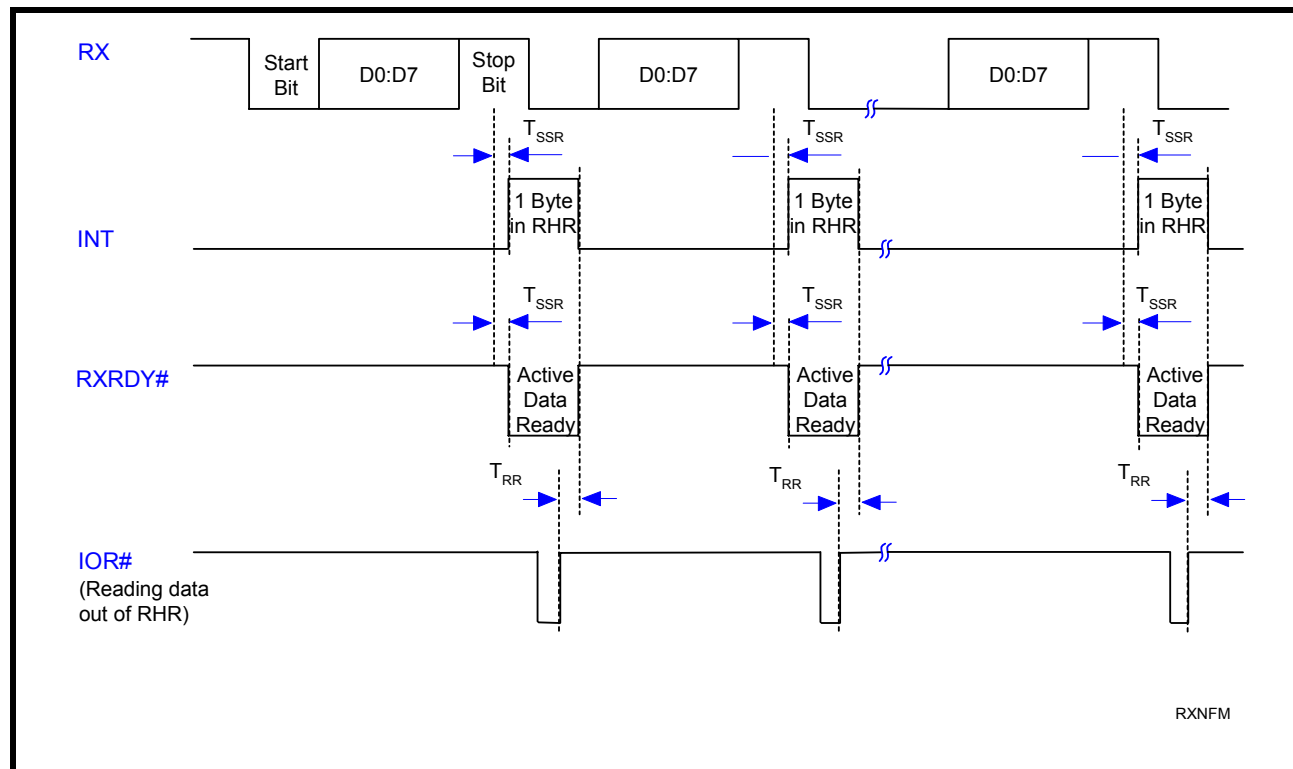 RX
Start
Bit
D0:D7
Stop
Bit
D0:D7
D0:D7
TSSR
TSSR
TSSR
INT
1 Byte
in RHR
1 Byte
in RHR
1 Byte
in RHR
TSSR
TSSR
TSSR
RXRDY#
Active
Data
Ready
Active
Data
Ready
Active
Data
Ready
TRR
TRR
TRR
IOR#
(Reading data
out of RHR)
RXNFM